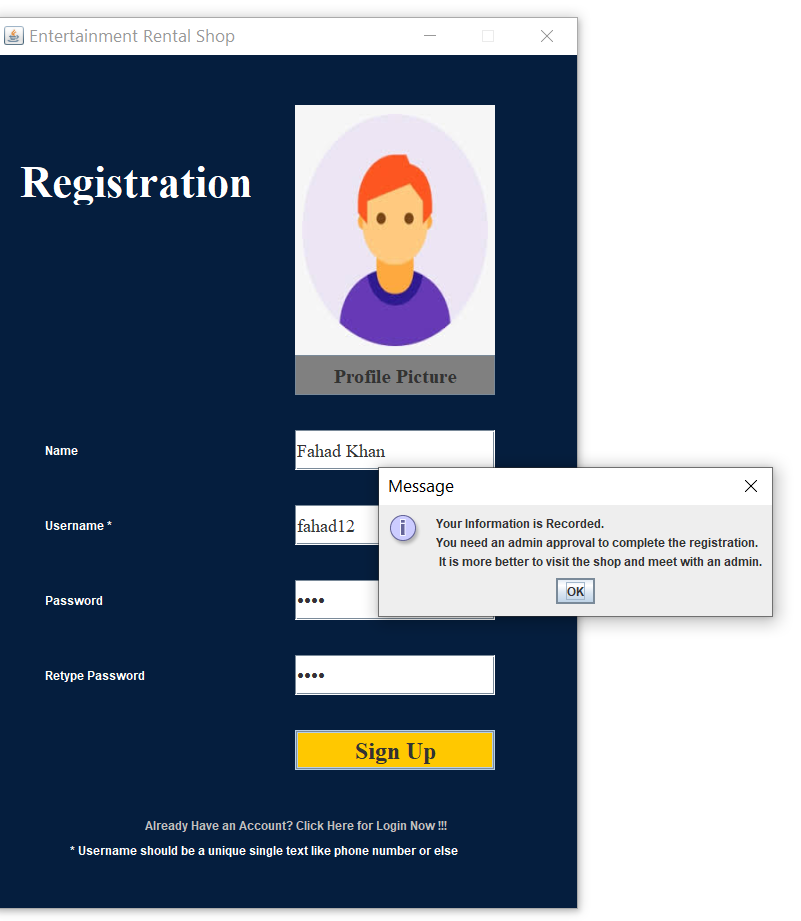 Entertainment Rental Shop
Registration
Profile Picture
Name
Fahad Khan
Message
Your Information is Recorded.
You need an admin approval to complete the registration.
It is more better to visit the shop and meet with an admin.
OK
Username *
fahad12
Password
••••
Retype Password
••••
Sign Up
Already Have an Account? Click Here for Login Now !!!
* Username should be a unique single text like phone number or else